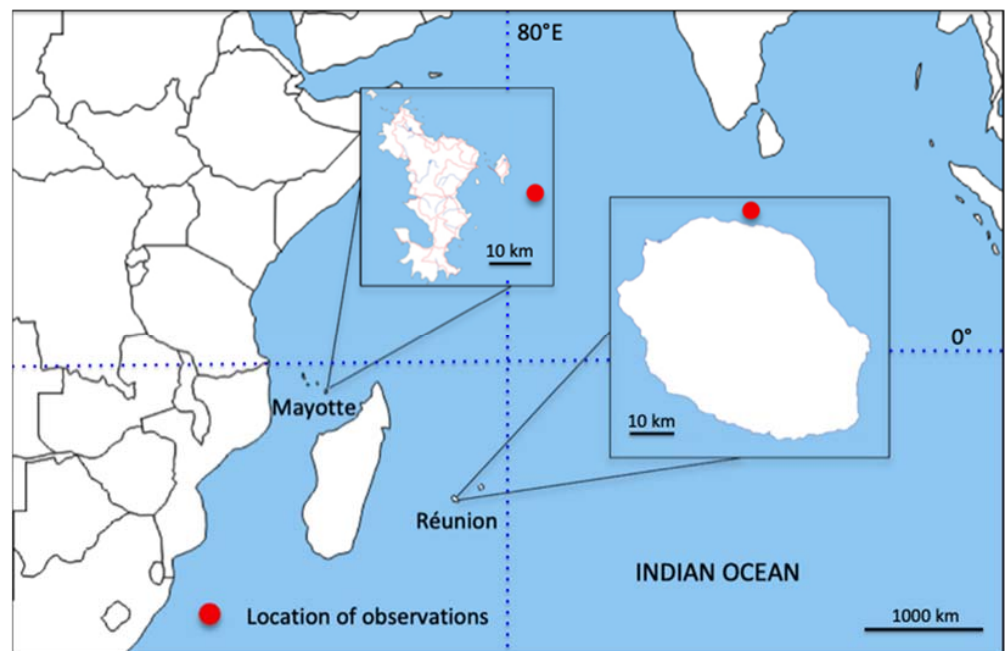 80°E
10 km
0°
10 km
Mayotte
Réunion
INDIAN OCEAN
Location of observations
1000 km